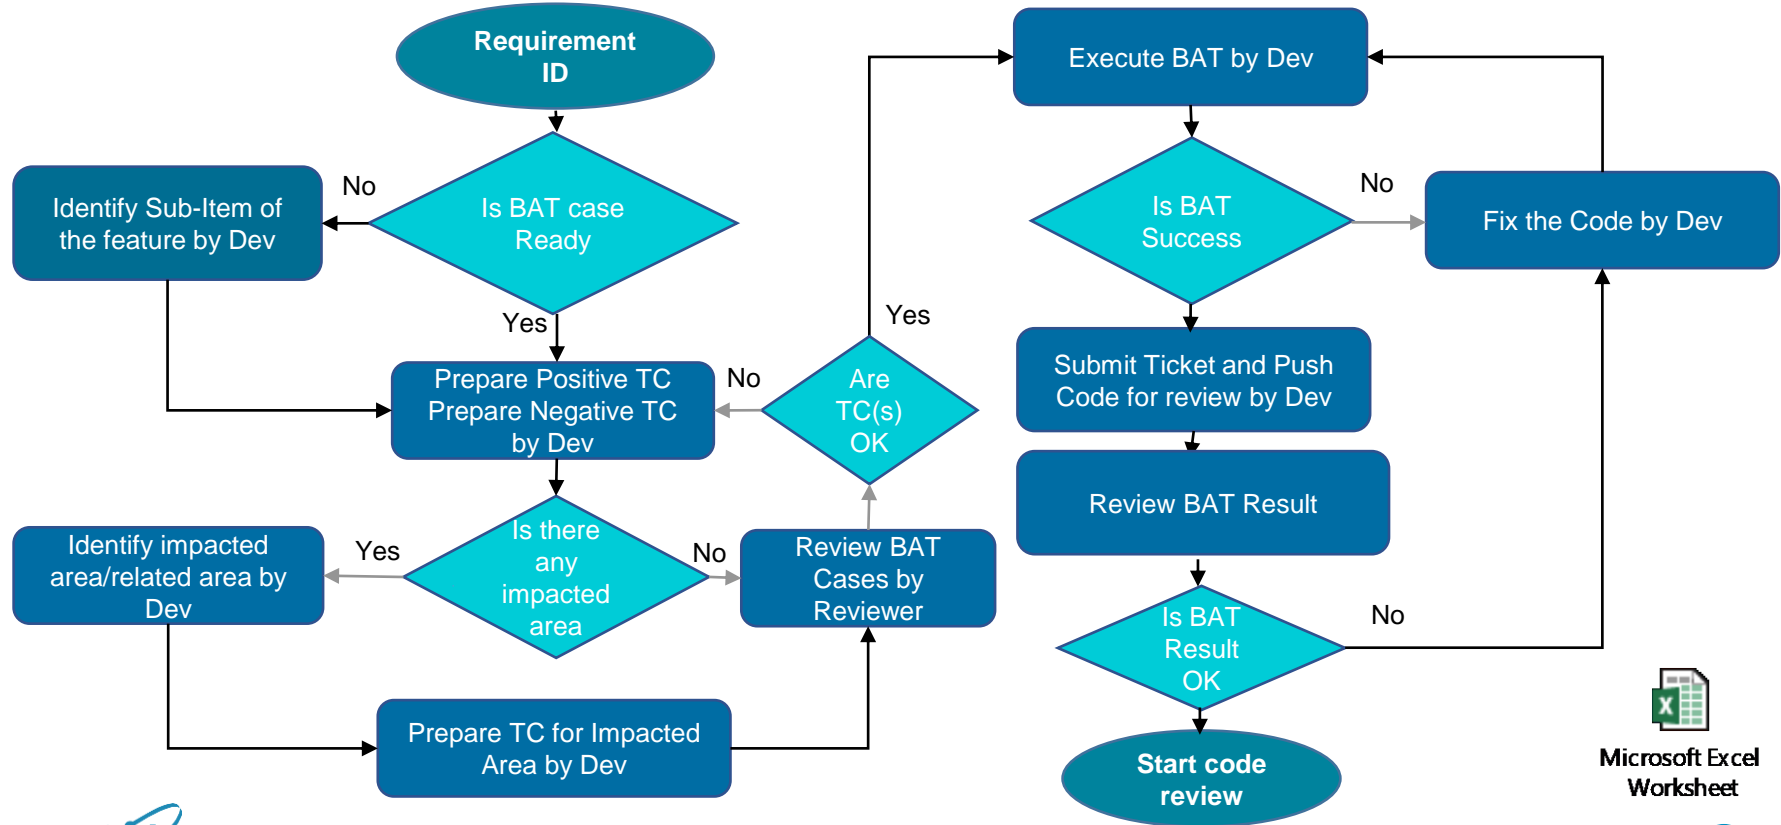 Requirement
ID
Is BAT case
Ready
No
Identify Sub-Item of
the feature by Dev
Yes
Prepare Positive TC
Prepare Negative TC
by Dev
Is there
any
impacted
area
Yes
Identify impacted
area/related area by
Dev
Prepare TC for Impacted
Area by Dev
No
Review BAT
Cases by
Reviewer
Are
TC(s)
OK
No
Yes
Execute BAT by Dev
Is BAT
Success
No
Fix the Code by Dev
Submit Ticket and Push
Code for review by Dev
Review BAT Result
Is BAT
Result
OK
No
Start code
review
Microsoft Excel
Worksheet